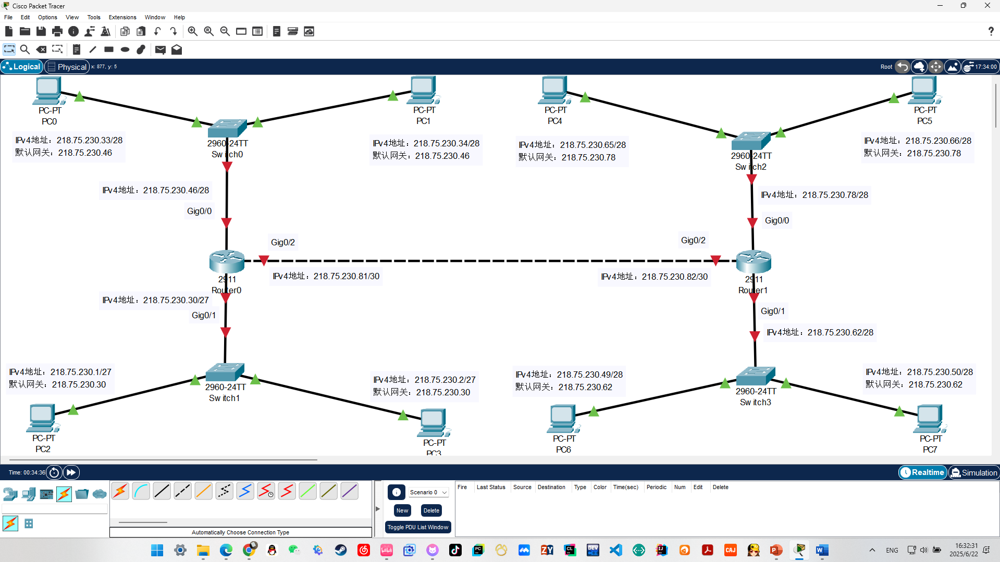 Cisco Packet Tracer
File Edit Options View Tools Extensions Window Help
Logical Physical x: 877, y: 5 Root 17:34:00
PC-PT
PC0
PC-PT
PC1
PC-PT
PC4
PC-PT
PC5
IPv4地址：218.75.230.33/28
默认网关：218.75.230.46
2960-24TT
Switch0
IPv4地址：218.75.230.34/28
默认网关：218.75.230.46
IPv4地址：218.75.230.65/28
默认网关：218.75.230.78
2960-24TT
Switch2
IPv4地址：218.75.230.66/28
默认网关：218.75.230.78
IPv4地址：218.75.230.46/28
Gig0/0
IPv4地址：218.75.230.78/28
Gig0/0
Gig0/2
Gig0/2
IPv4地址：218.75.230.81/30
IPv4地址：218.75.230.82/30
2911
Router0
2911
Router1
IPv4地址：218.75.230.30/27
Gig0/1
Gig0/1
IPv4地址：218.75.230.62/28
IPv4地址：218.75.230.1/27
默认网关：218.75.230.30
2960-24TT
Switch1
IPv4地址：218.75.230.2/27
默认网关：218.75.230.30
IPv4地址：218.75.230.49/28
默认网关：218.75.230.62
2960-24TT
Switch3
IPv4地址：218.75.230.50/28
默认网关：218.75.230.62
PC-PT
PC2
PC-PT
PC3
PC-PT
PC6
PC-PT
PC7
Time: 00:34:36 Realtime Simulation
Scenario 0
New Delete
Toggle PDU List Window
Fire Last Status Source Destination Type Color Time(sec) Periodic Num Edit Delete
Automatically Choose Connection Type
ENG
16:32:31
2025/6/22
bilibili
PC
ZY
CL
DEV
IJ
CAJ
P
W